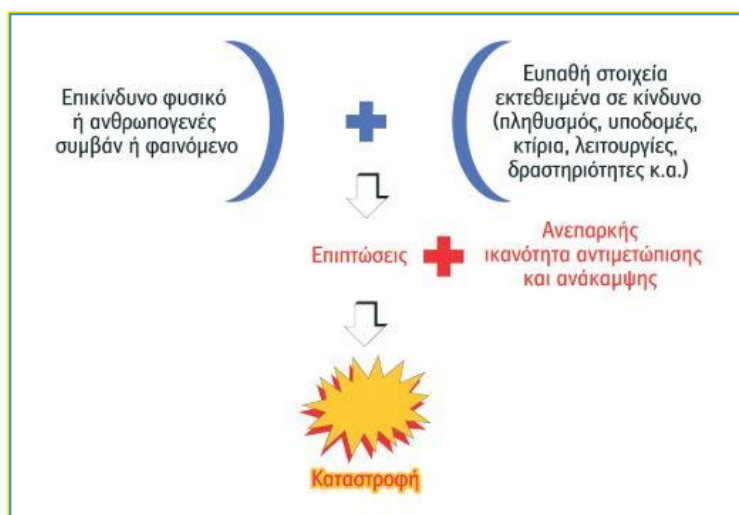 Επικίνδυνο φυσικό
ή ανθρωπογενές
συμβάν ή φαινόμενο
Ευπαθή στοιχεία
εκτεθειμένα σε κίνδυνο
(πληθυσμός, υποδομές,
κτίρια, λειτουργίες,
δραστηριότητες κ.α.)
Επιπτώσεις
Ανεπαρκής
ικανότητα αντιμετώπισης
και ανάκαμψης
Καταστροφή